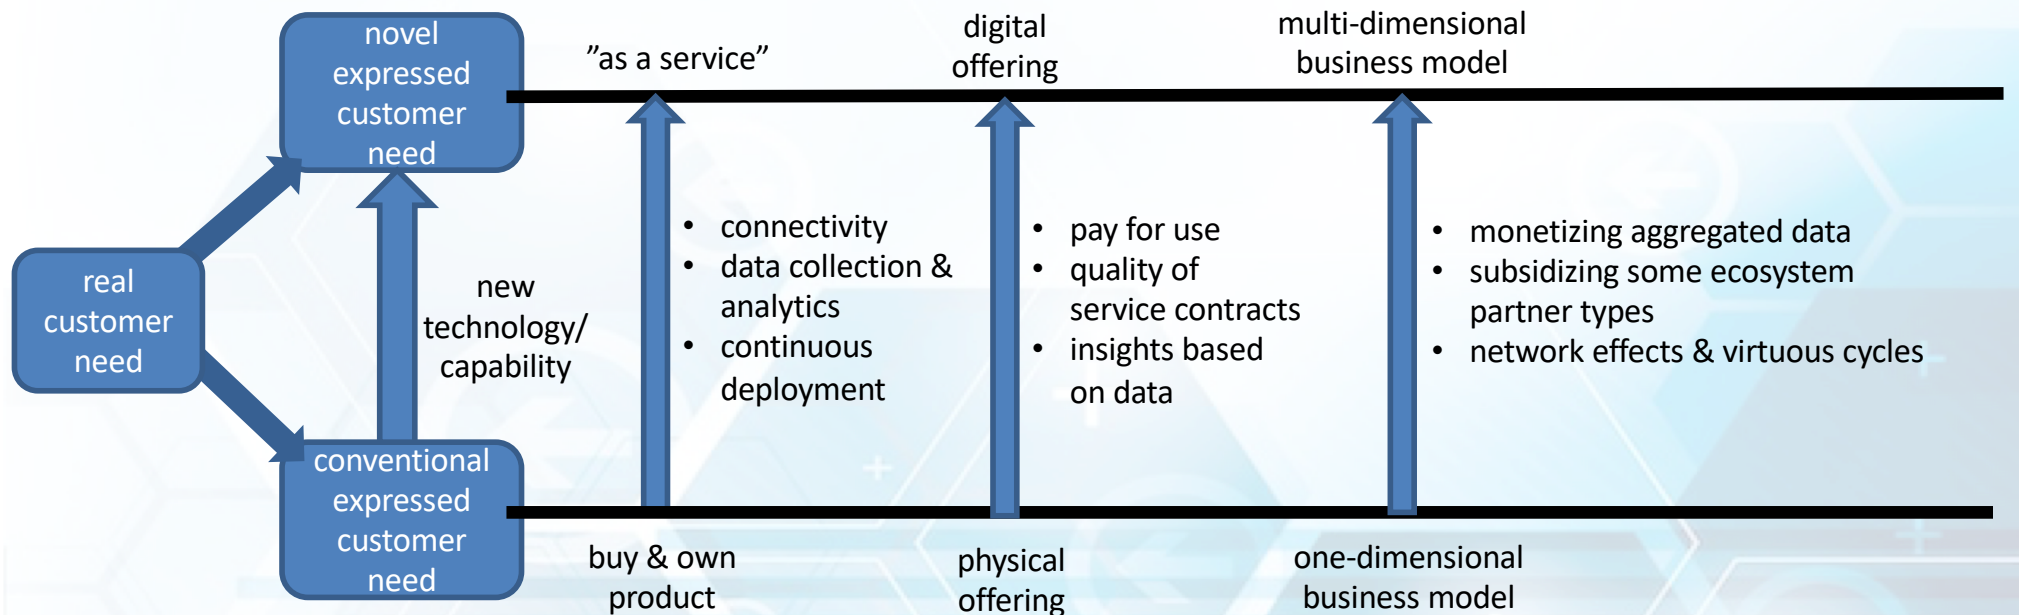 novel
expressed
customer
need
”as a service”
digital
offering
multi-dimensional
business model
real
customer
need
new
technology/
capability
• connectivity
• data collection &
analytics
• continuous
deployment
• pay for use
• quality of
service contracts
• insights based
on data
• monetizing aggregated data
• subsidizing some ecosystem
partner types
• network effects & virtuous cycles
conventional
expressed
customer
need
buy & own
product
physical
offering
one-dimensional
business model